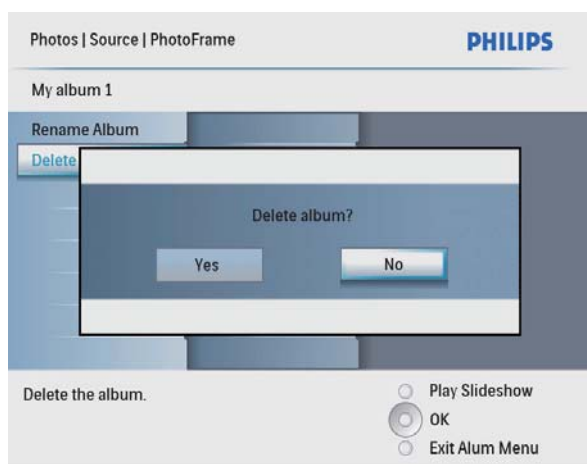 Photos | Source | PhotoFrame
PHILIPS
My album 1
Rename Album
Delete
Delete album?
Yes
No
Delete the album.
Play Slideshow
OK
Exit Alum Menu